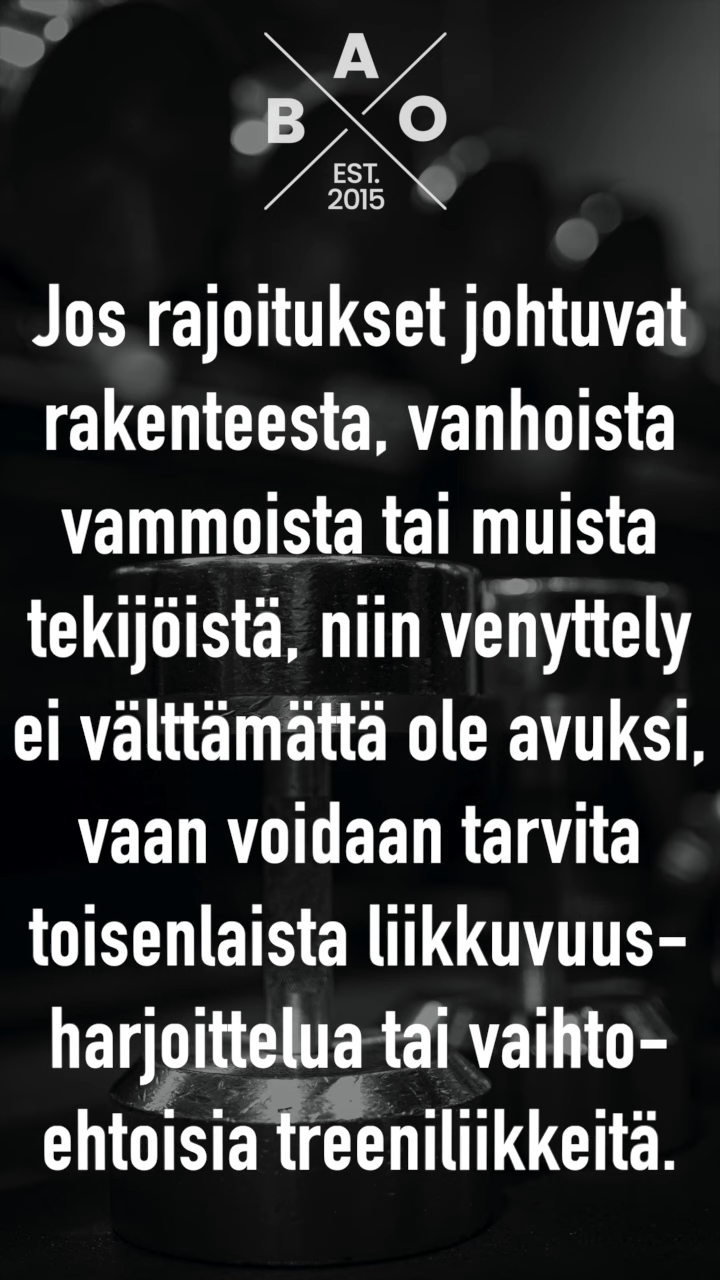 A
B O
EST.
2015
Jos rajoitukset johtuvat
rakenteesta, vanhoista
vammoista tai muista
tekijöistä, niin venyttely
ei välttämättä ole avuksi,
vaan voidaan tarvita
toisenlaista liikkuvuus-
harjoittelua tai vaihto-
ehtoisia treeniliikkeitä.